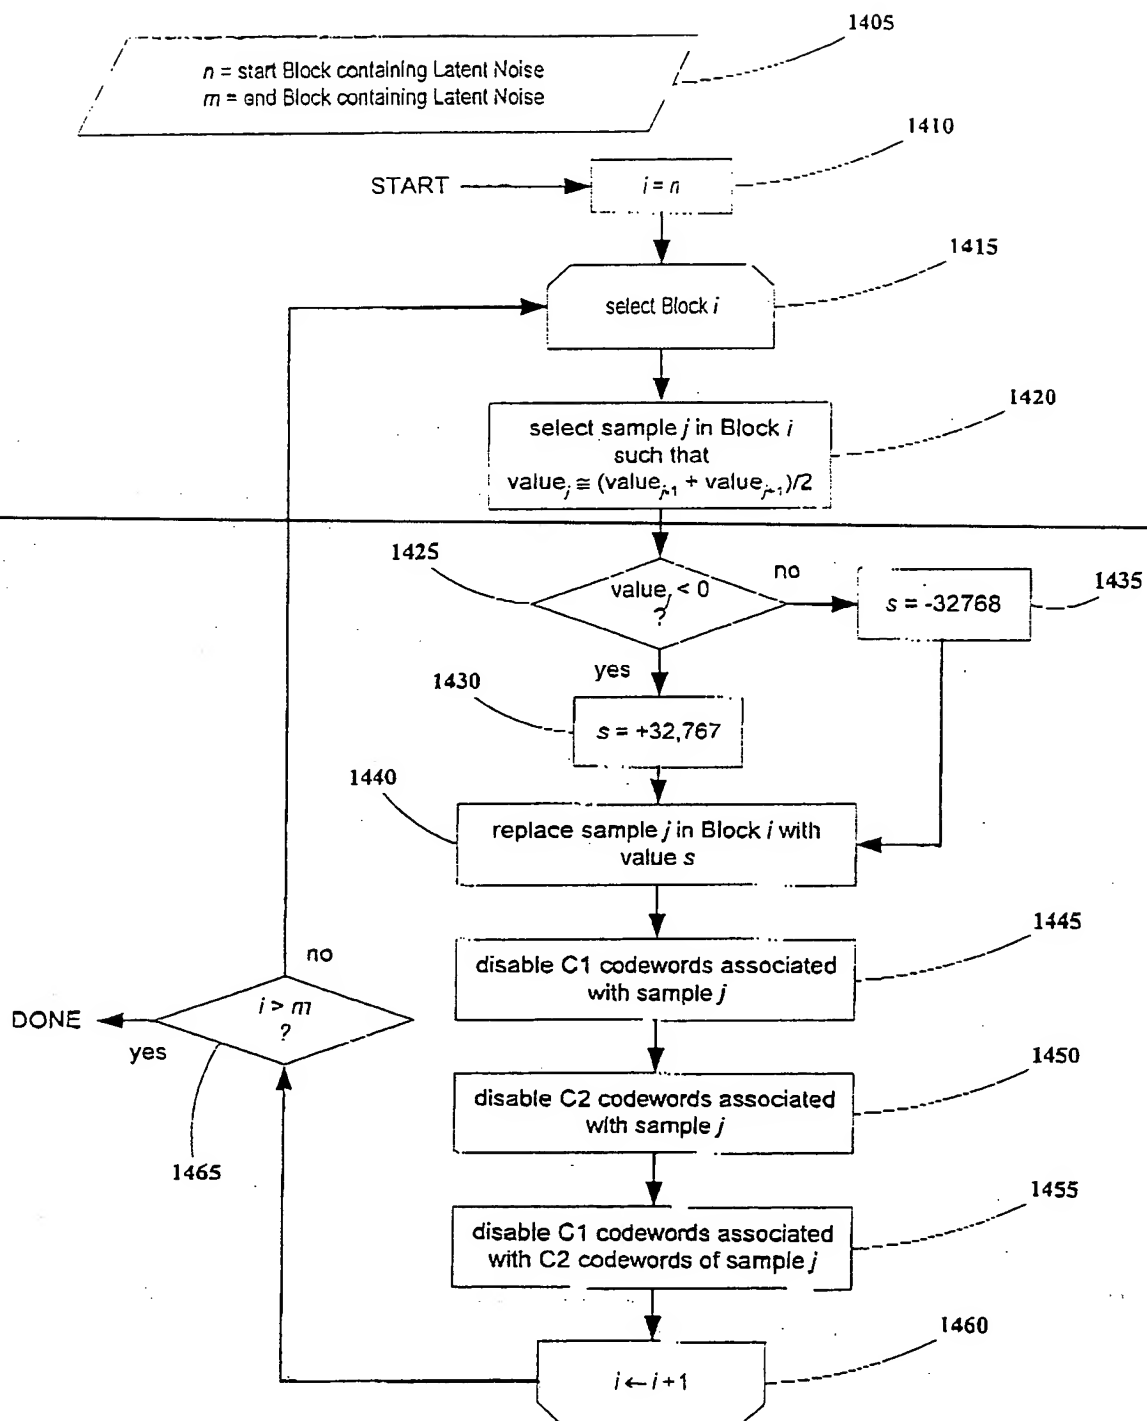 1405
n = start Block containing Latent Noise
m = end Block containing Latent Noise
1410
START
i = n
1415
select Block i
1420
select sample j in Block i
such that
value_j ≅ (value_j-1 + value_j+1)/2
1425
value_j < 0
?
no
1435
s = -32768
yes
1430
s = +32,767
1440
replace sample j in Block i with
value s
1445
disable C1 codewords associated
with sample j
no
i > m
?
DONE
yes
1465
1450
disable C2 codewords associated
with sample j
1455
disable C1 codewords associated
with C2 codewords of sample j
1460
i ← i+1